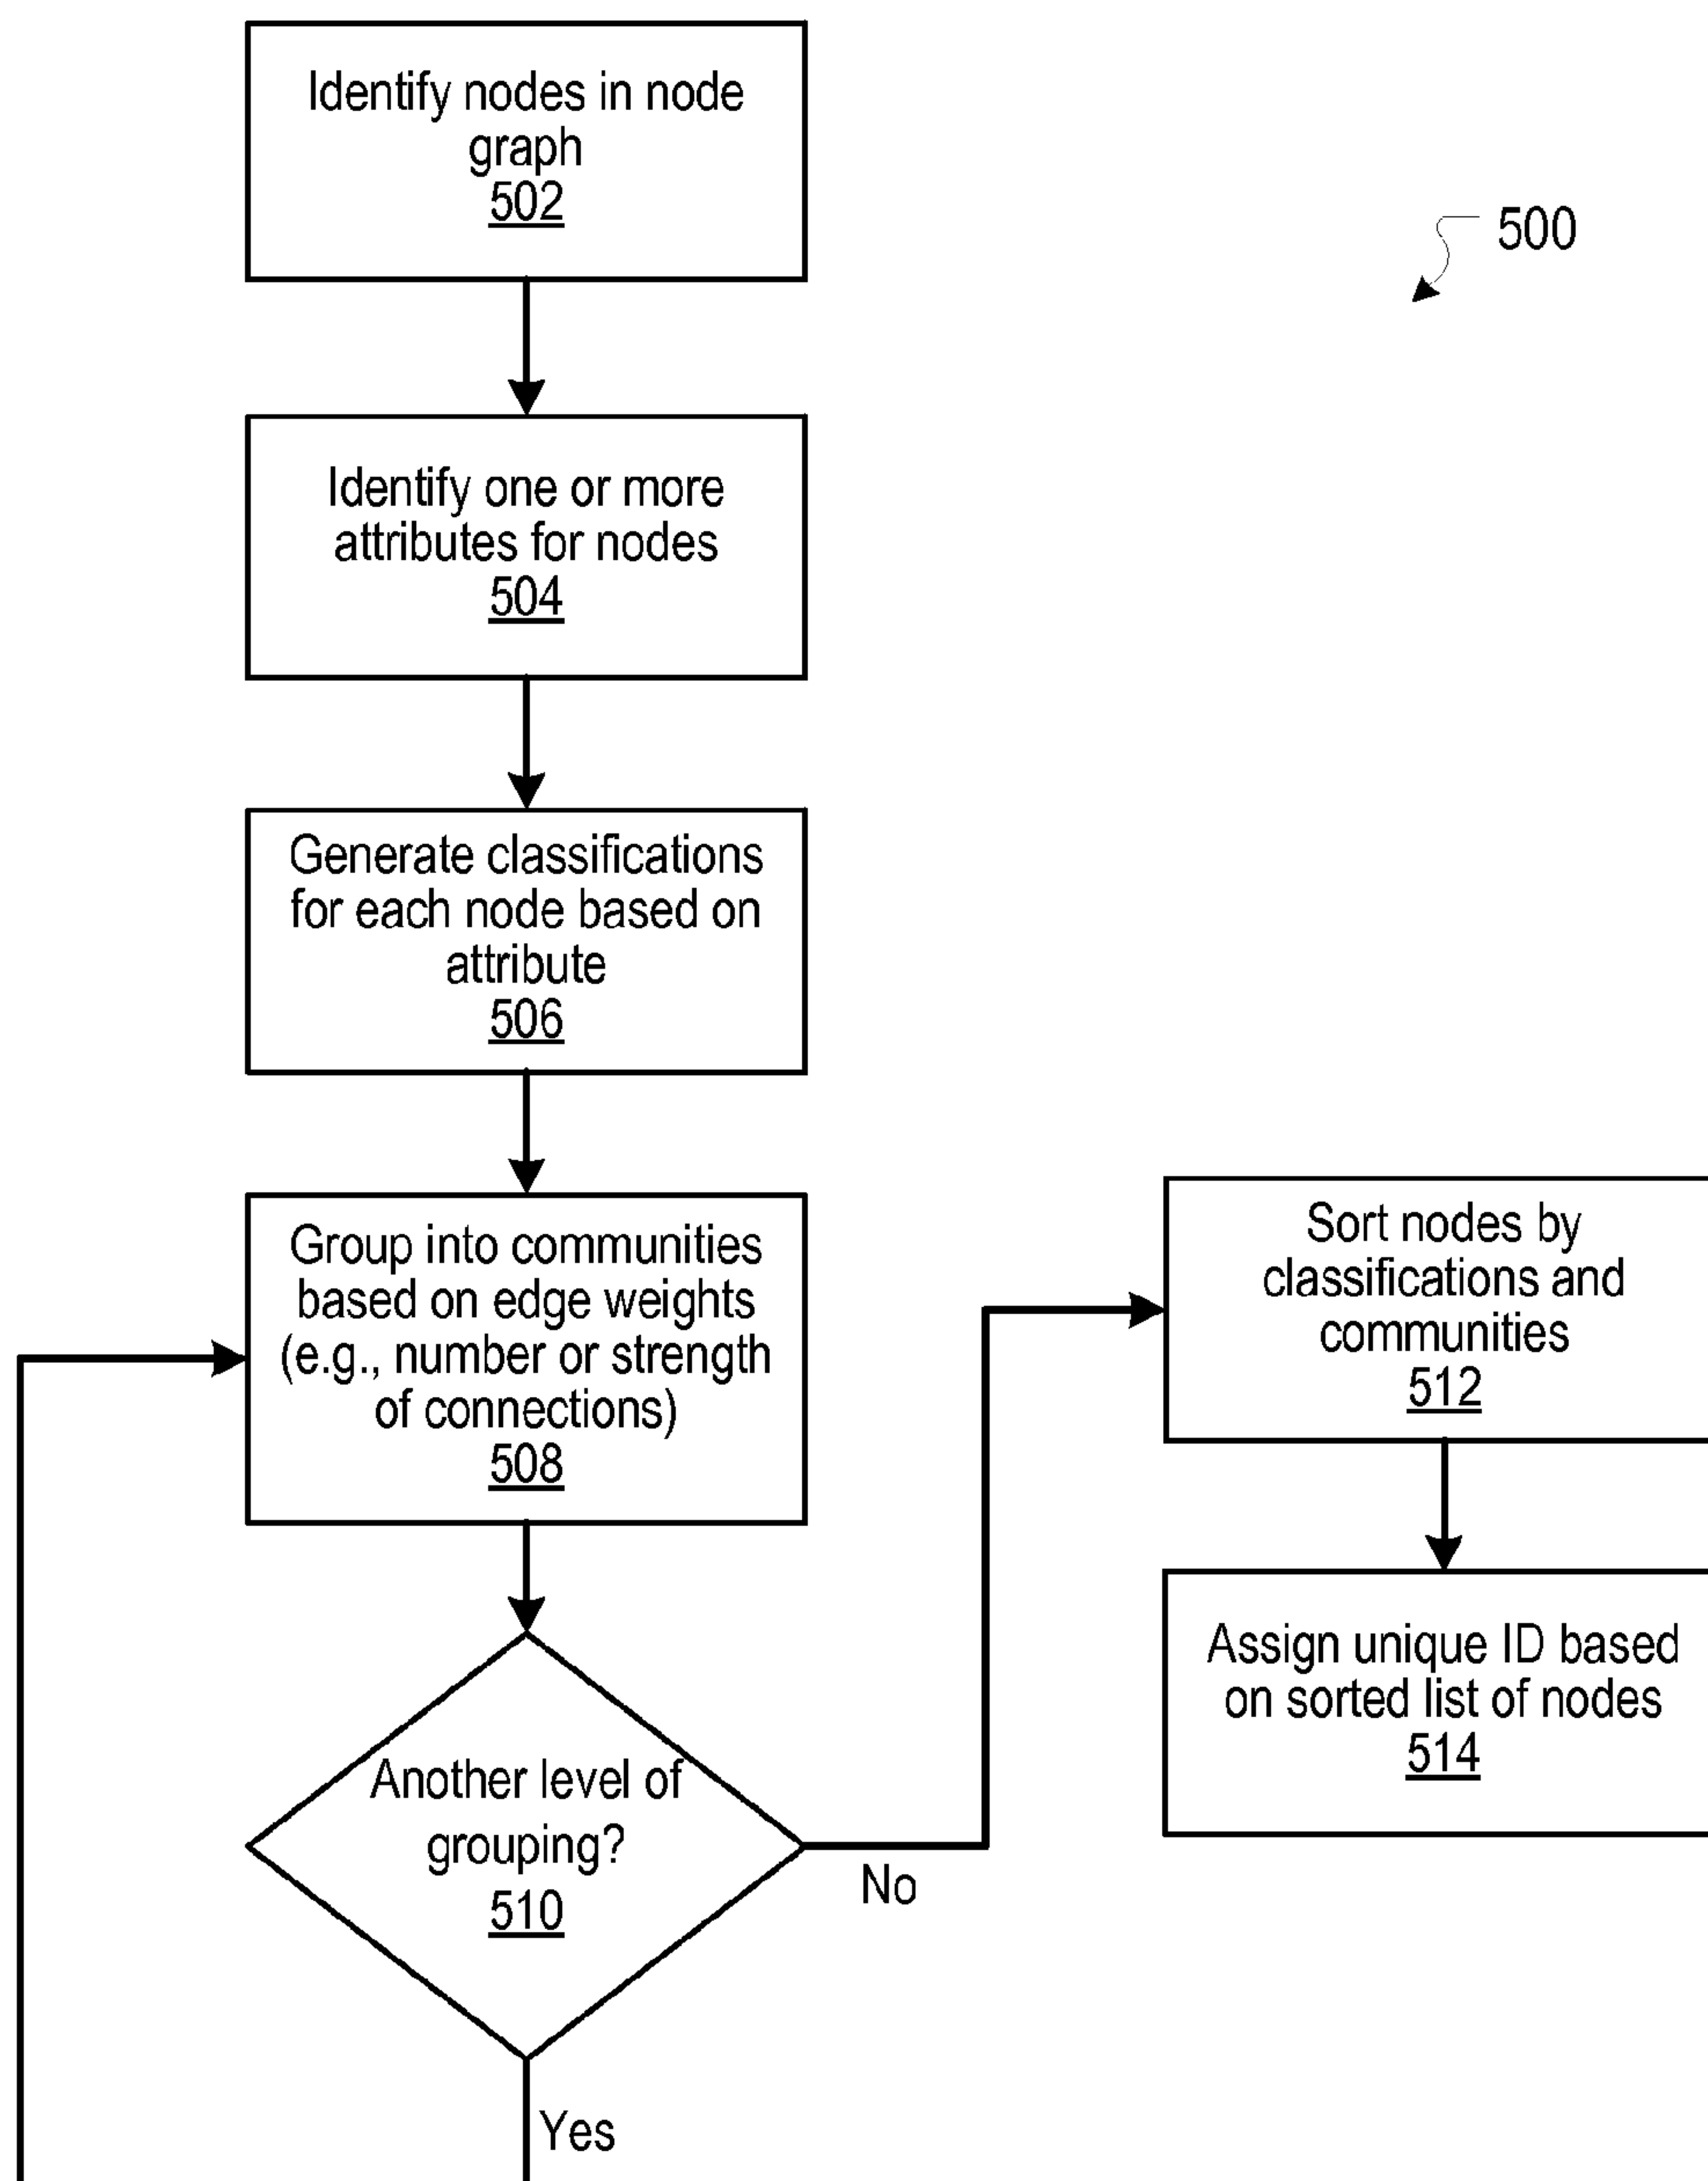 Identify nodes in node
graph
502
500
Identify one or more
attributes for nodes
504
Generate classifications
for each node based on
attribute
506
Group into communities
based on edge weights
(e.g., number or strength
of connections)
508
Another level of
grouping?
510
No
Yes
Sort nodes by
classifications and
communities
512
Assign unique ID based
on sorted list of nodes
514